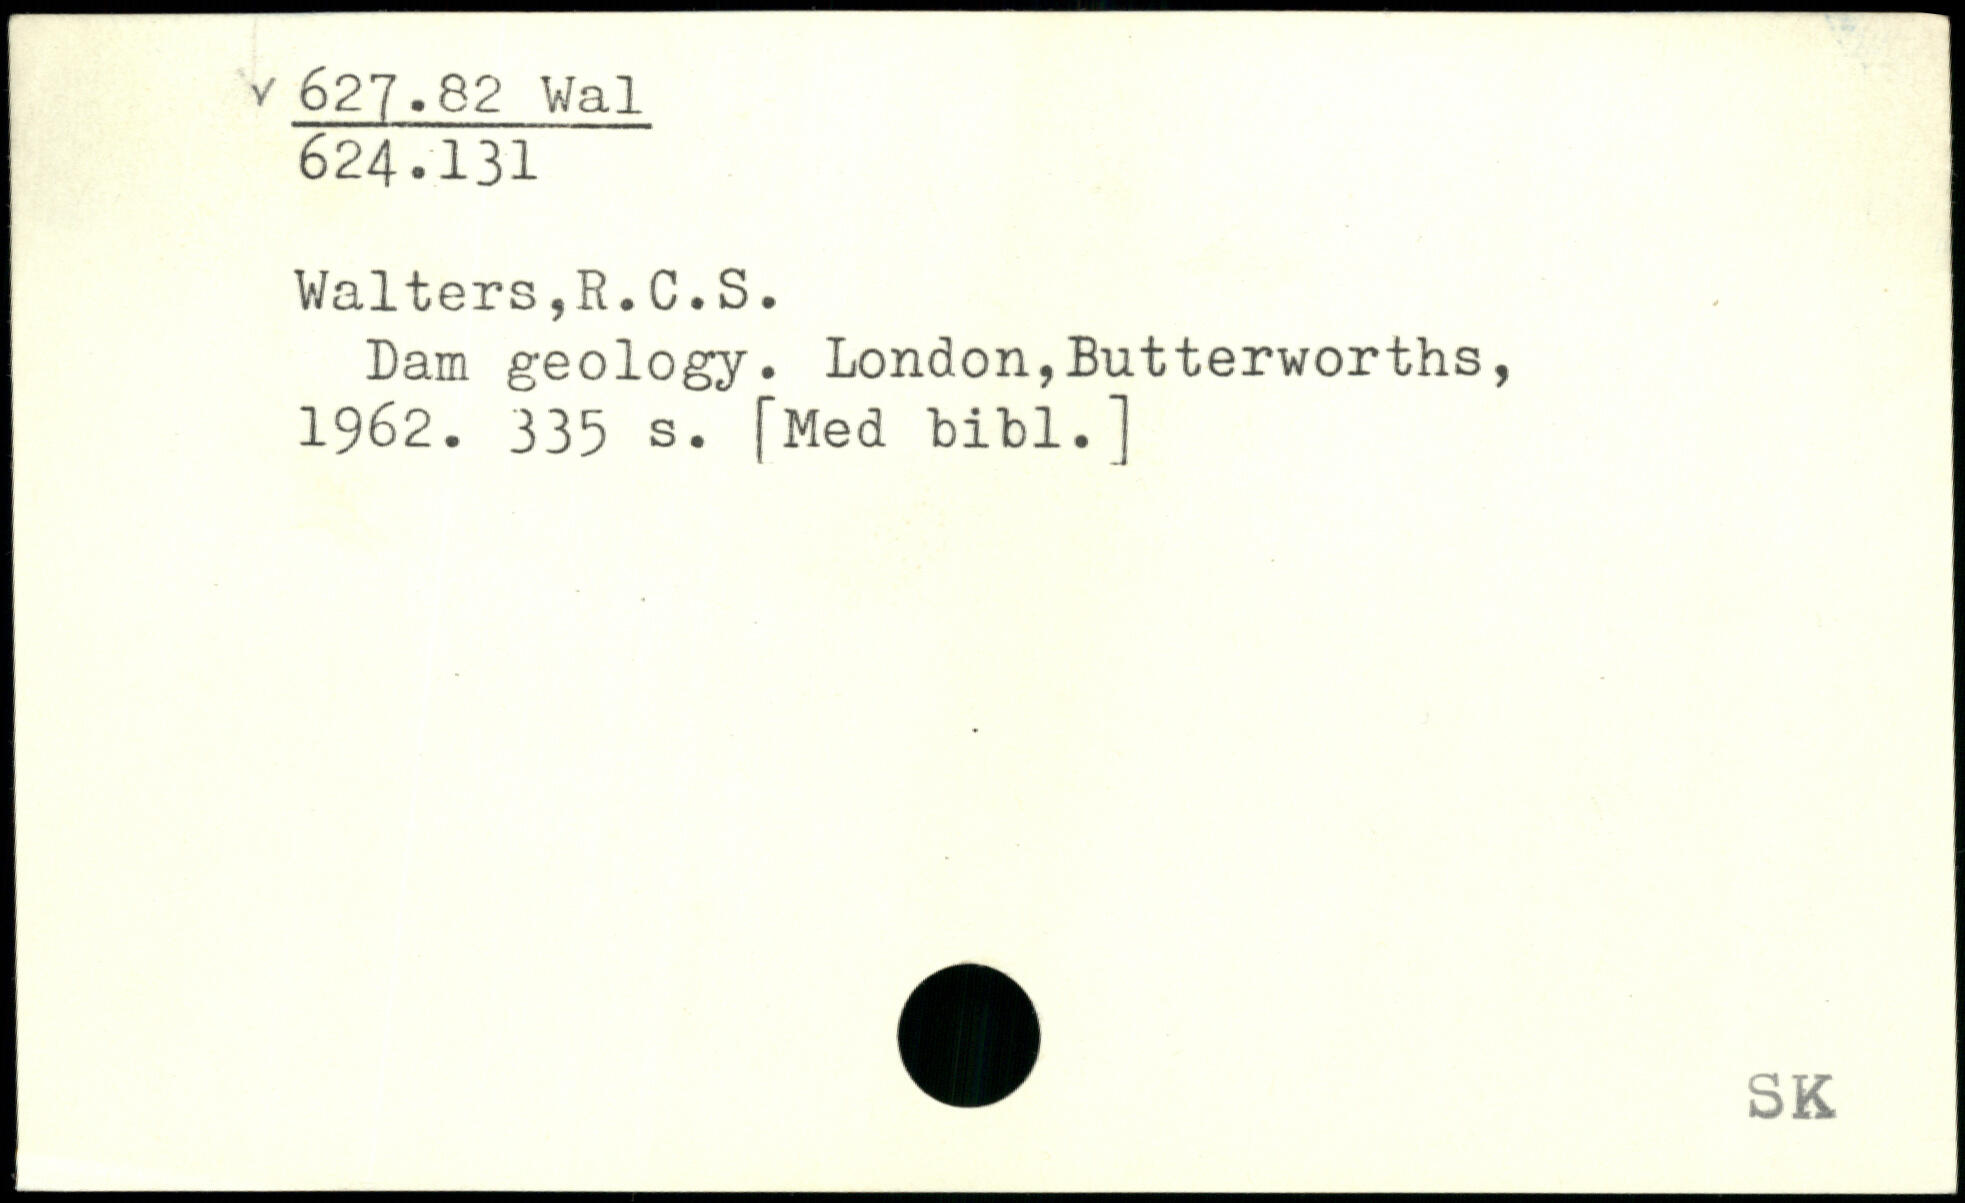 v 627.82 Wal
624.131
Walters,R.C.S.
Dam geology. London,Butterworths,
1962. 335 s. [Med bibl.]
SK